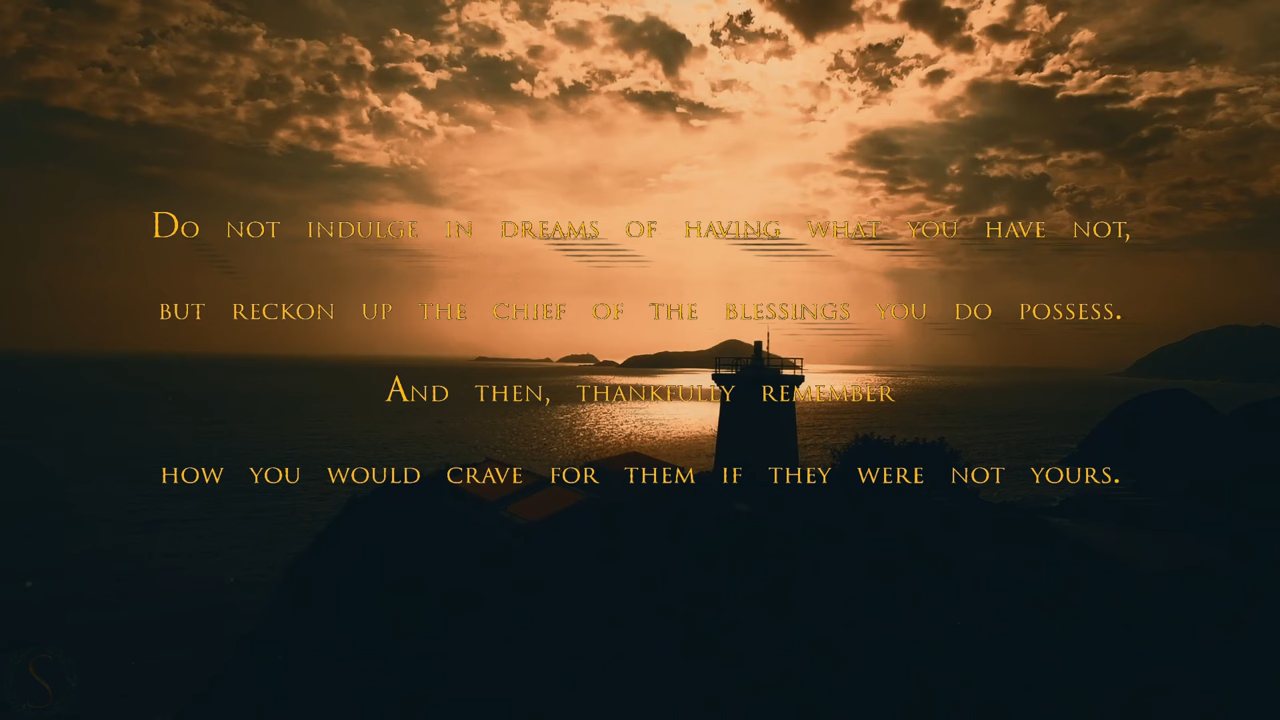 Do not indulge in dreams of having what you have not,
but reckon up the chief of the blessings you do possess.
And then, thankfully remember
how you would crave for them if they were not yours.
S